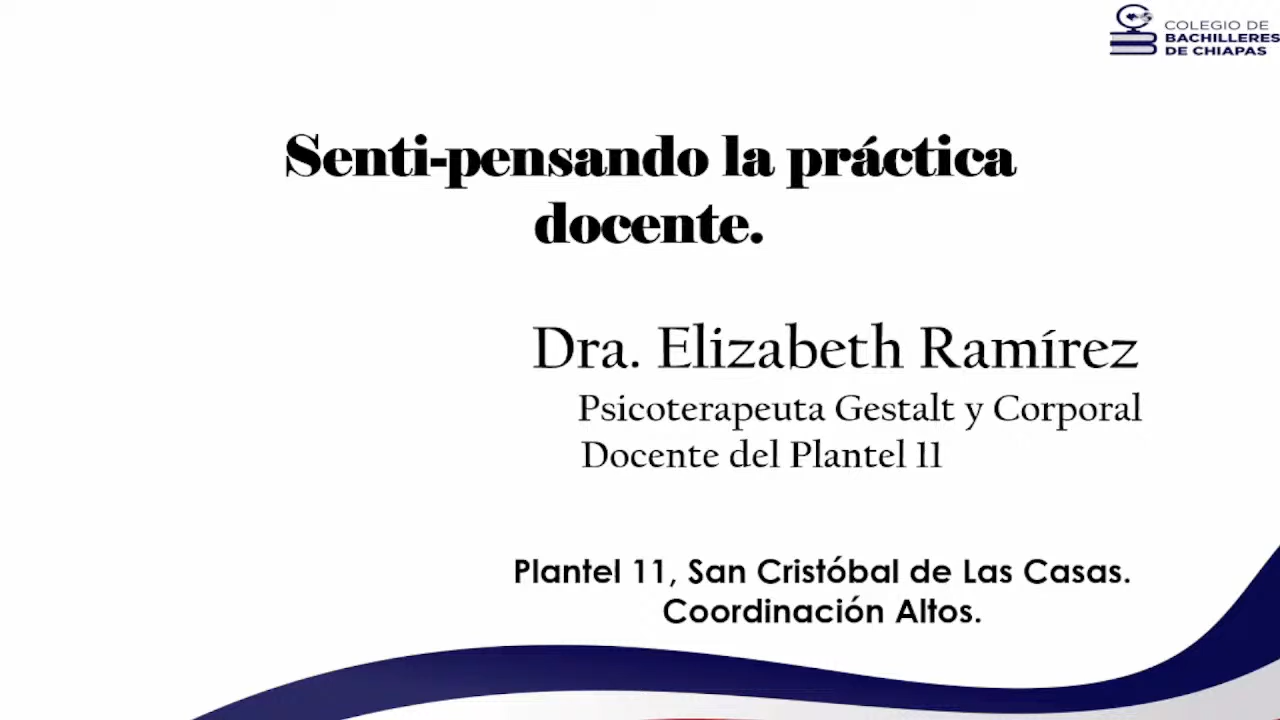 COLEGIO DE
BACHILLERES
DE CHIAPAS
Senti-pensando la práctica
docente.
Dra. Elizabeth Ramírez
Psicoterapeuta Gestalt y Corporal
Docente del Plantel 11
Plantel 11, San Cristóbal de Las Casas.
Coordinación Altos.